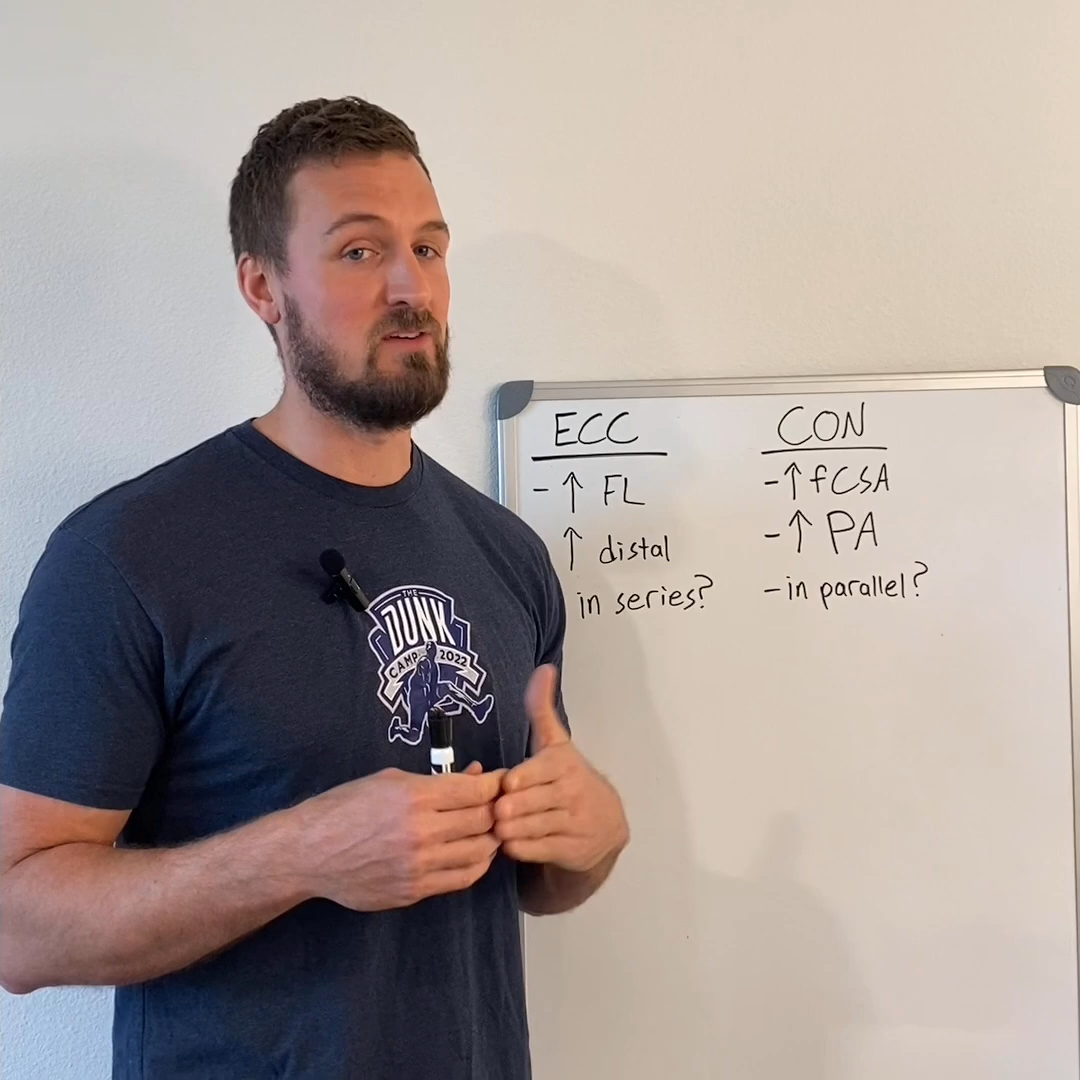 THE
DUNK
CAMP 2022
ECC
- ↑ FL
↑ distal
in series?
CON
- ↑ fCSA
- ↑ PA
- in parallel?